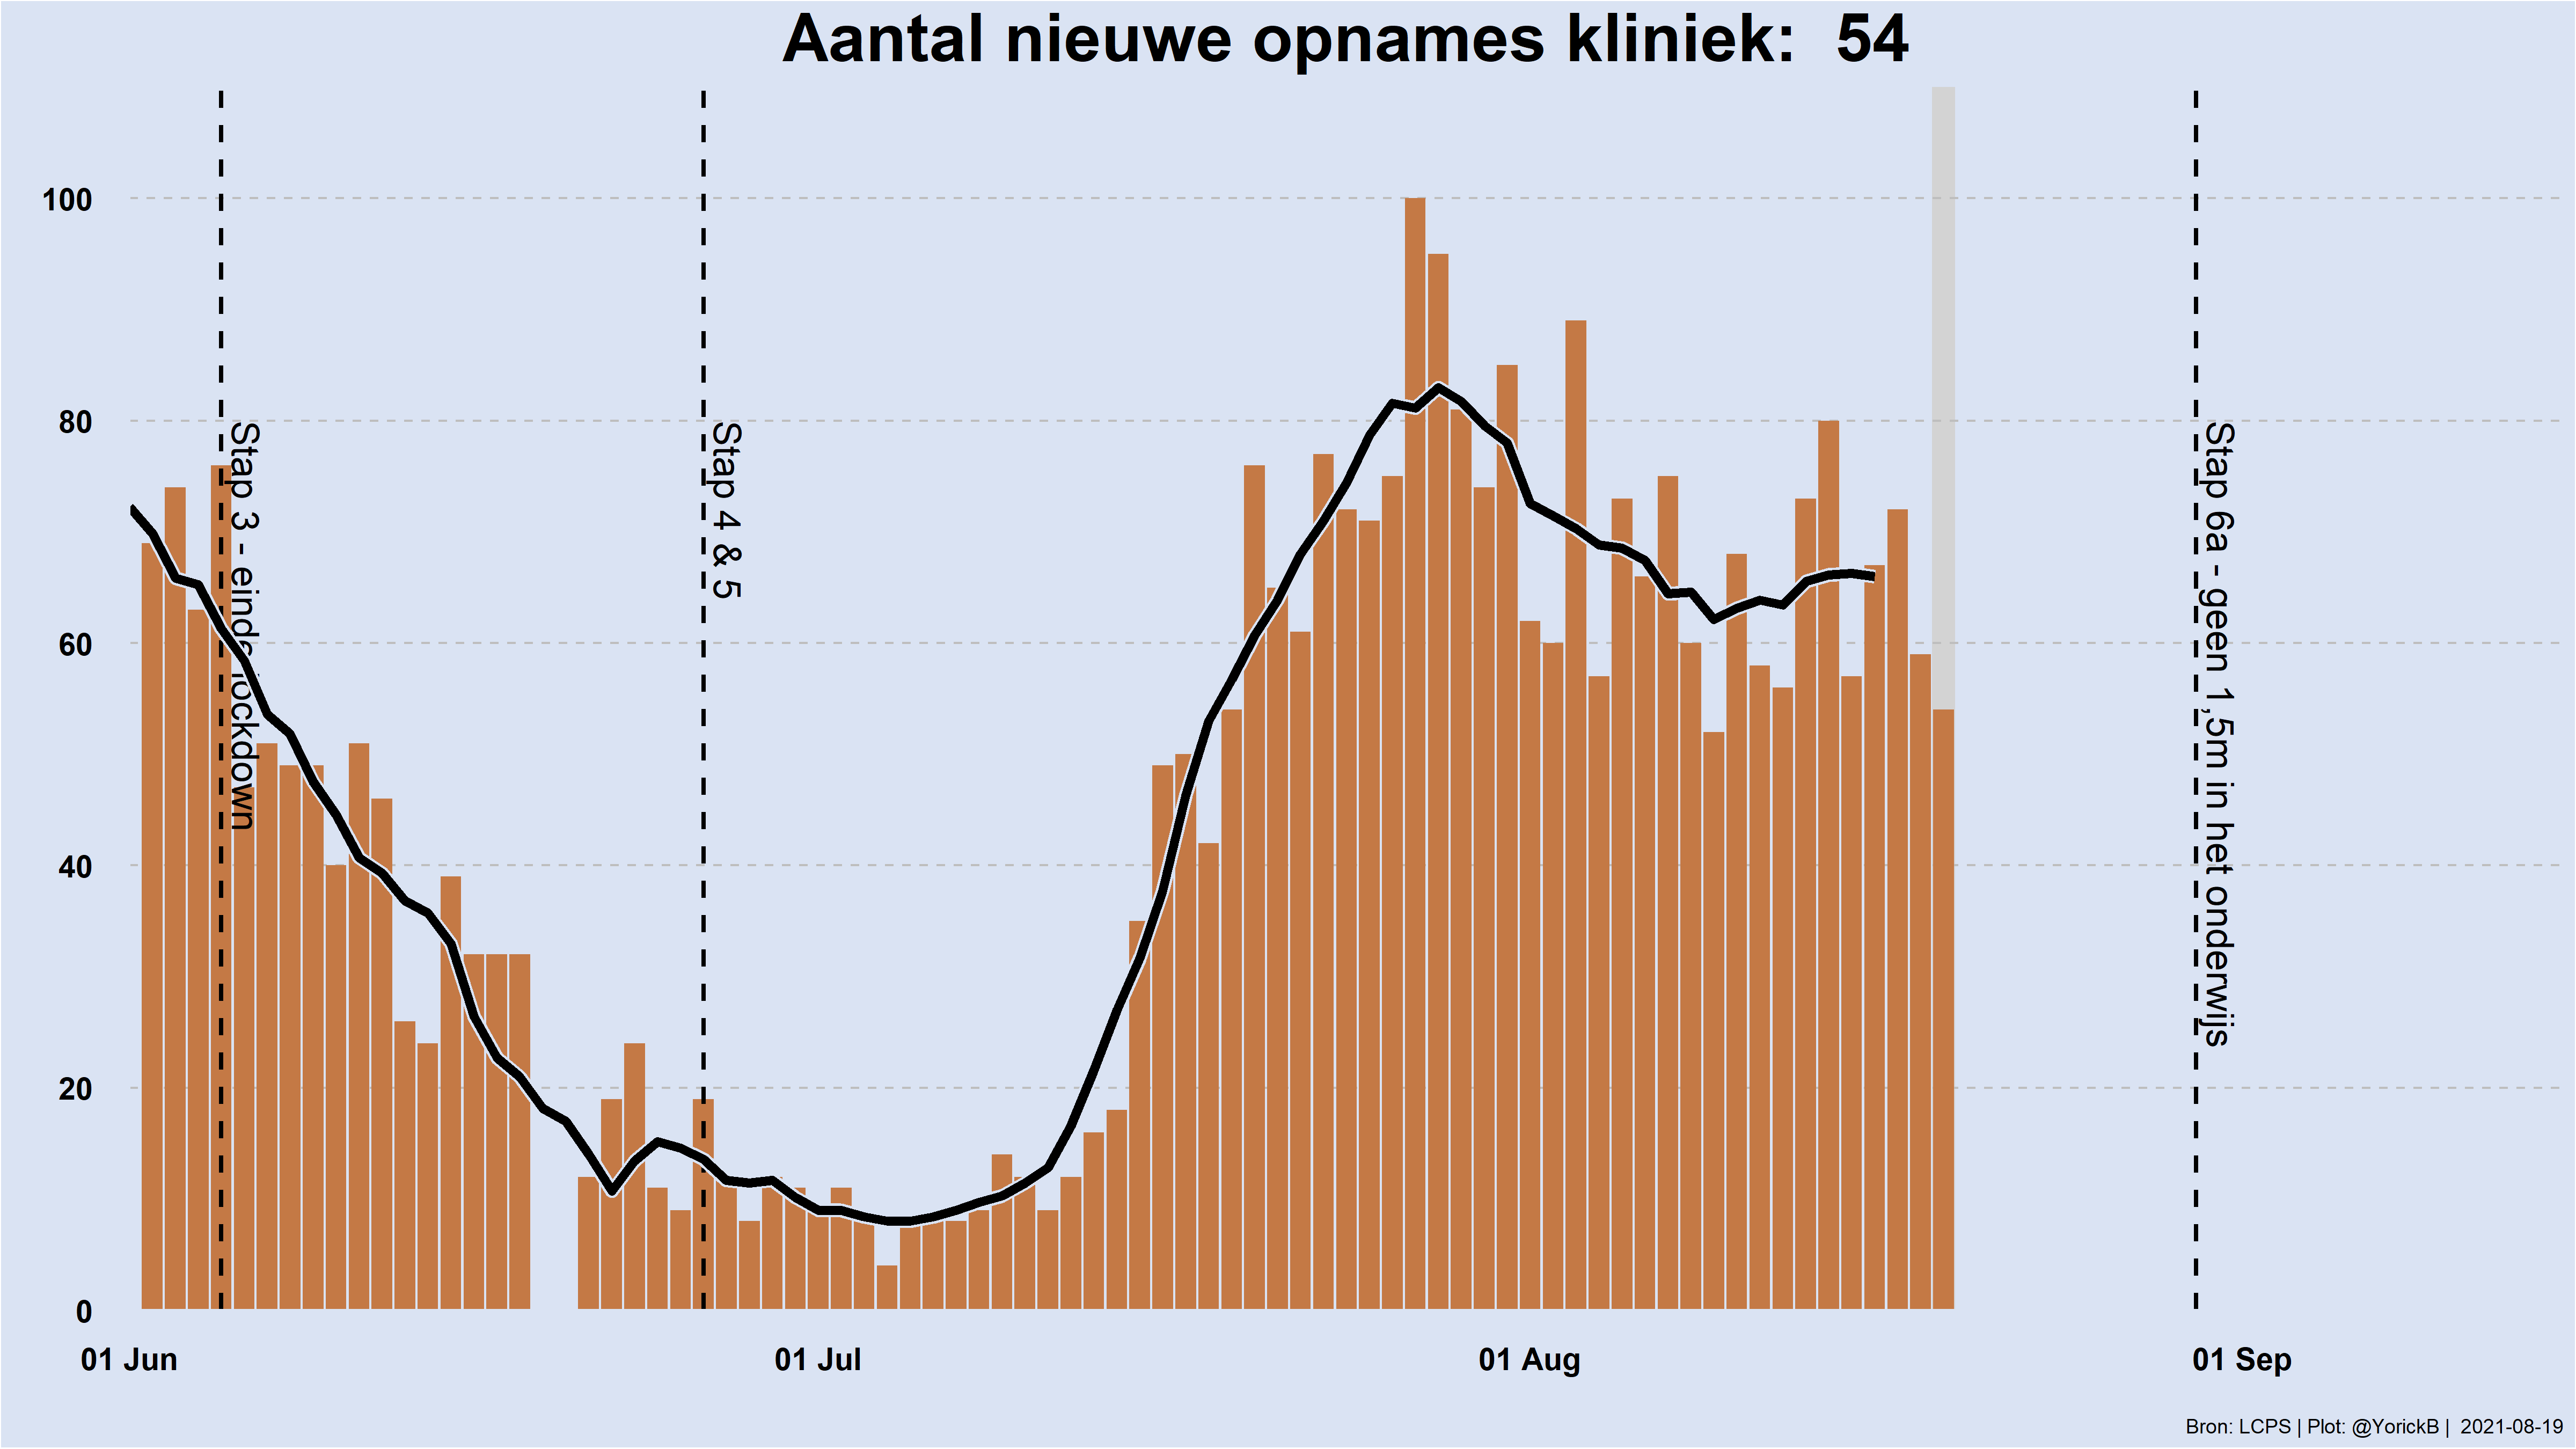 Aantal nieuwe opnames kliniek:  54
100
80
60
40
20
0
Stap 3 - einde lockdown
Stap 4 & 5
Stap 6a - geen 1,5m in het onderwijs
01 Jun
01 Jul
01 Aug
01 Sep
Bron: LCPS | Plot: @YorickB |  2021-08-19